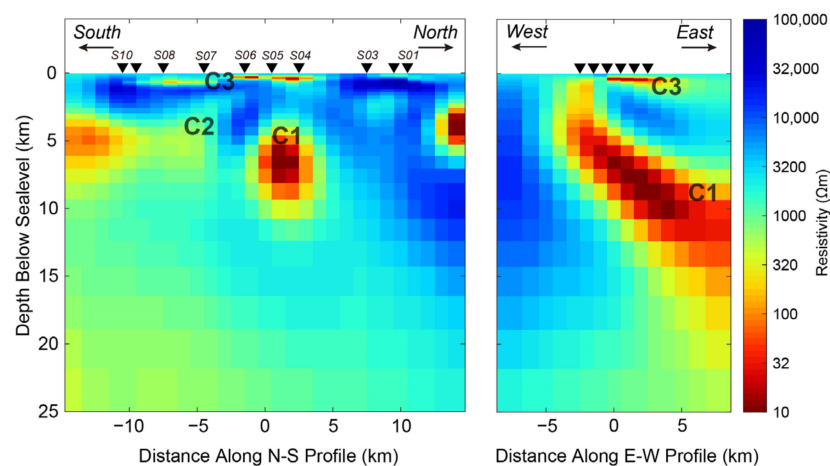 South
North
S10 S08 S07 S06 S05 S04 S03 S01
West
East
C3
C2
C1
C3
C1
0
5
10
15
20
25
Depth Below Sealevel (km)
−10 −5 0 5 10
Distance Along N-S Profile (km)
−5 0 5
Distance Along E-W Profile (km)
100,000
32,000
10,000
3200
1000
320
100
32
10
Resistivity (Ωm)